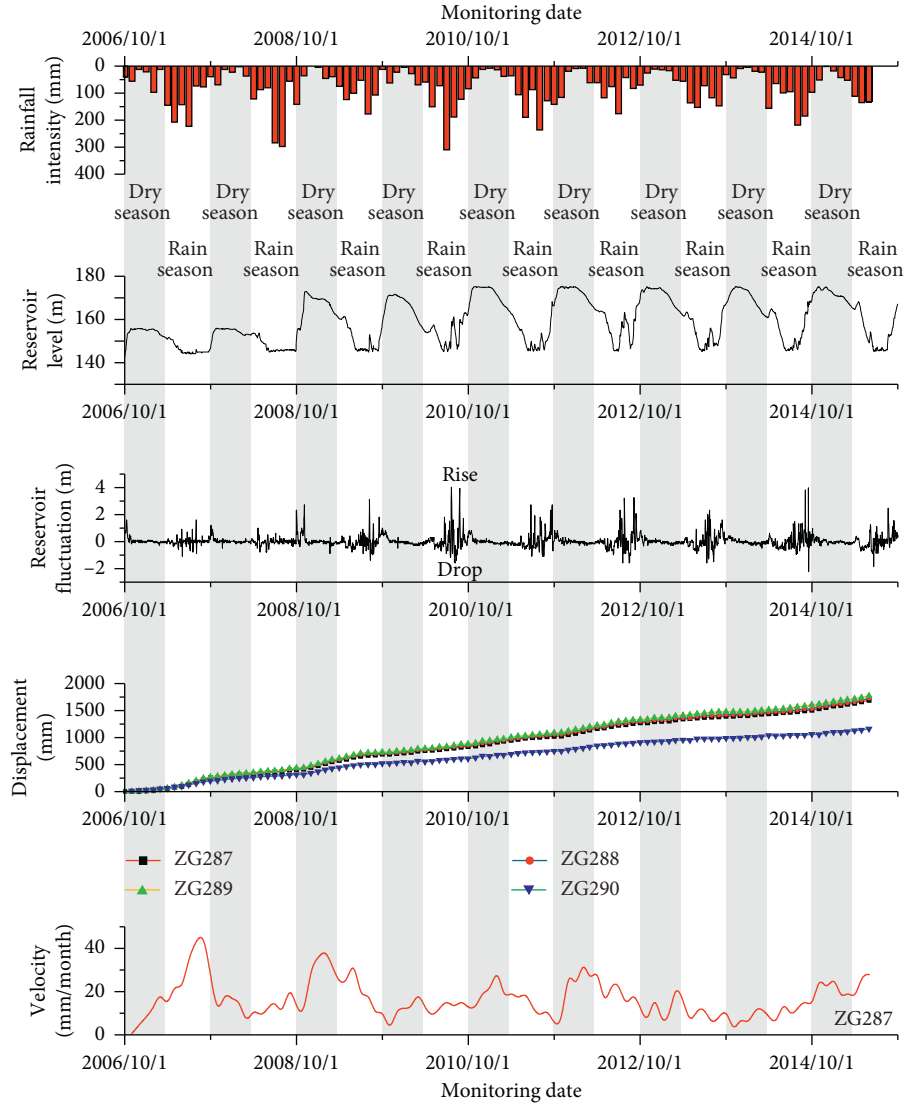 Monitoring date
2006/10/1 2008/10/1 2010/10/1 2012/10/1 2014/10/1
Rainfall
intensity (mm)
0
100
200
300
400
Dry
season
Dry
season
Dry
season
Dry
season
Dry
season
Dry
season
Dry
season
Dry
season
Dry
season
Rain
season
Rain
season
Rain
season
Rain
season
Rain
season
Rain
season
Rain
season
Rain
season
Rain
season
Reservoir
level (m)
180
160
140
2006/10/1 2008/10/1 2010/10/1 2012/10/1 2014/10/1
Reservoir
fluctuation (m)
4
2
0
−2
Rise
Drop
2006/10/1 2008/10/1 2010/10/1 2012/10/1 2014/10/1
Displacement
(mm)
2000
1500
1000
500
0
2006/10/1 2008/10/1 2010/10/1 2012/10/1 2014/10/1
ZG287 ZG288
ZG289 ZG290
Velocity
(mm/month)
40
20
0
ZG287
2006/10/1 2008/10/1 2010/10/1 2012/10/1 2014/10/1
Monitoring date